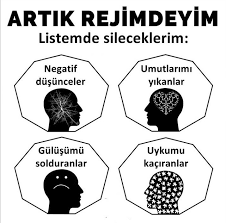 ARTIK REJİMDEYİM
Listemde sileceklerim:
Negatif
düşünceler
Umutlarımı
yıkanlar
Gülüşümü
solduranlar
Uykumu
kaçıranlar